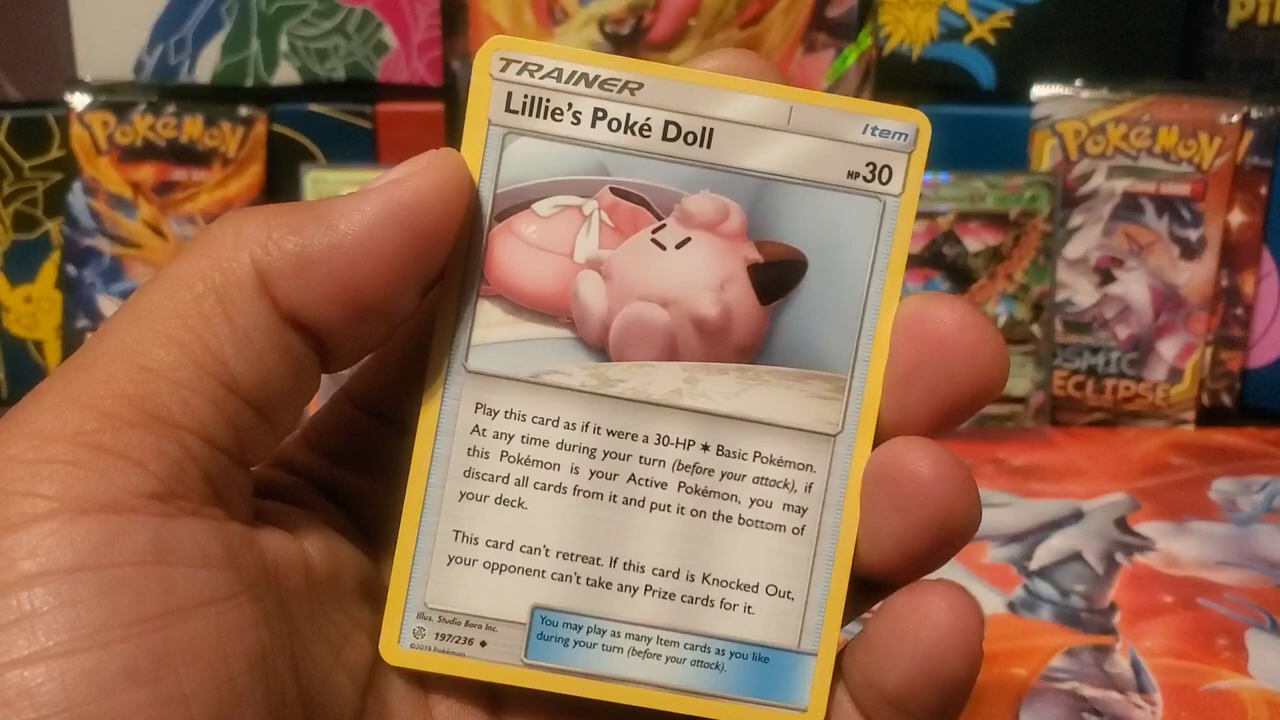 TRAINER
Lillie's Poké Doll
Item
HP 30
Play this card as if it were a 30-HP ✶ Basic Pokémon.
At any time during your turn (before your attack), if
this Pokémon is your Active Pokémon, you may
discard all cards from it and put it on the bottom of
your deck.
This card can't retreat. If this card is Knocked Out,
your opponent can't take any Prize cards for it.
Illus. Studio Bora Inc.
197/236 ◆
©2019 Pokémon
You may play as many Item cards as you like
during your turn (before your attack).
POKéMON
POKéMON
COSMIC
ECLIPSE